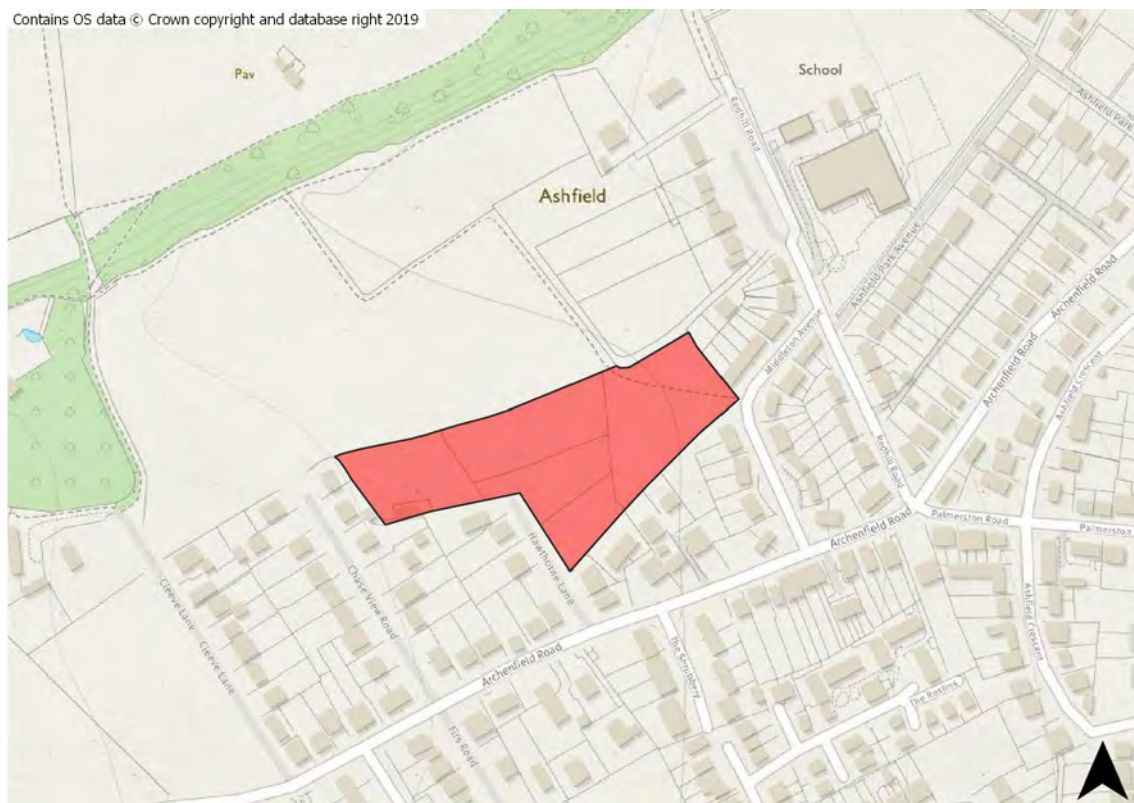 Contains OS data © Crown copyright and database right 2019
Pav
School
Redhill Road
Ashfield
Ashfield Park
Ashfield Park Avenue
Archenfield Road
Middleton Avenue
Archenfield Road
Ashfield Crescent
Redhill Road
Palmerston Road
Palmerston
Archenfield Road
Hawthorne Lane
Chase View Road
Cleeve Lane
Cleeve Lane
Archenfield Road
The Shrubbery
Ashfield Crescent
The Roslins
Firs Road